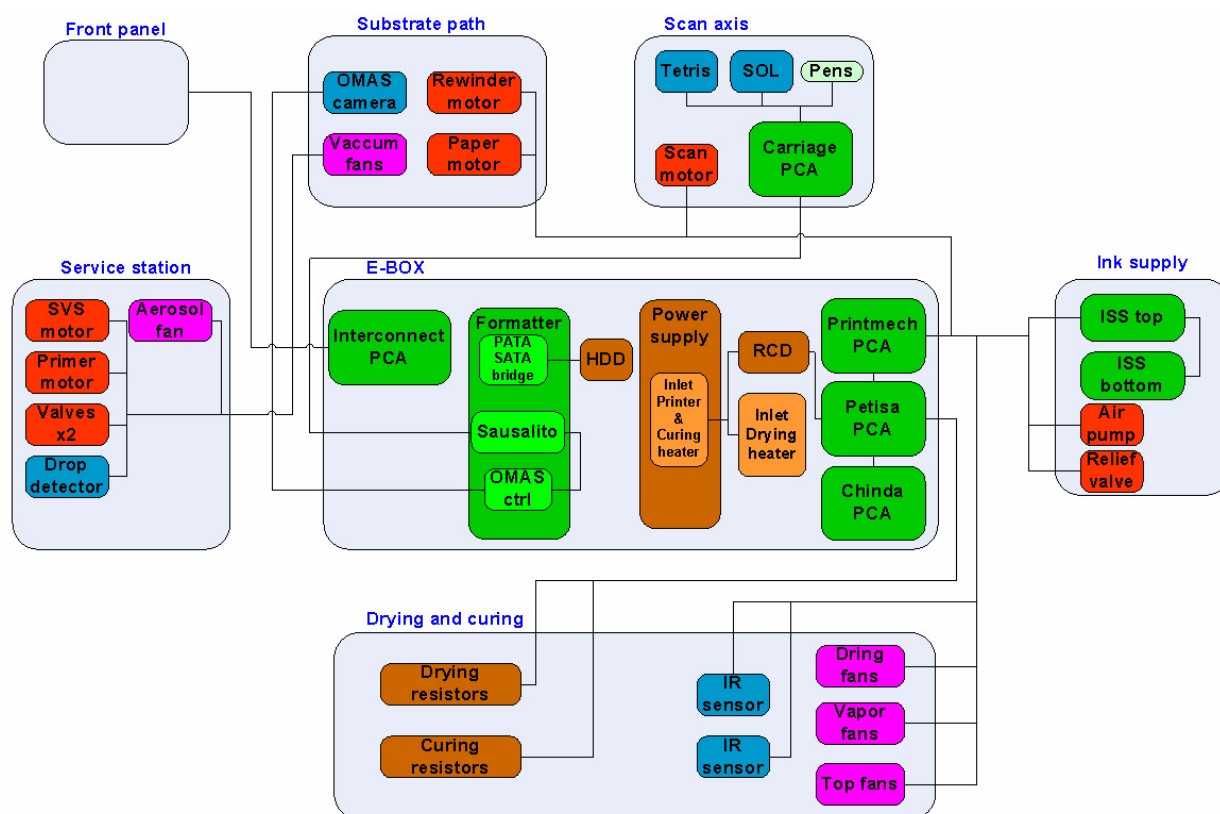 Front panel
Substrate path
OMAS
camera
Rewinder
motor
Vaccum
fans
Paper
motor
Scan axis
Tetris
SOL
Pens
Scan
motor
Carriage
PCA
Service station
SVS
motor
Aerosol
fan
Primer
motor
Valves
x2
Drop
detector
E-BOX
Interconnect
PCA
Formatter
PATA
SATA
bridge
HDD
Sausalito
OMAS
ctrl
Power
supply
Inlet
Printer
&
Curing
heater
RCD
Inlet
Drying
heater
Printmech
PCA
Petisa
PCA
Chinda
PCA
Ink supply
ISS top
ISS
bottom
Air
pump
Relief
valve
Drying and curing
Drying
resistors
Curing
resistors
IR
sensor
IR
sensor
Dring
fans
Vapor
fans
Top fans